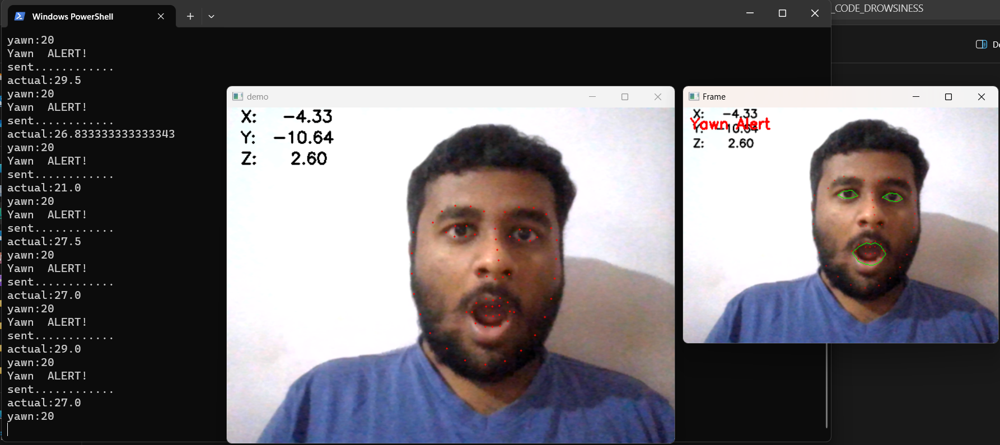 Windows PowerShell
_CODE_DROWSINESS
yawn:20
Yawn  ALERT!
sent............
actual:29.5
yawn:20
Yawn  ALERT!
sent............
actual:26.833333333333343
yawn:20
Yawn  ALERT!
sent............
actual:21.0
yawn:20
Yawn  ALERT!
sent............
actual:27.5
yawn:20
Yawn  ALERT!
sent............
actual:27.0
yawn:20
Yawn  ALERT!
sent............
actual:29.0
yawn:20
Yawn  ALERT!
sent............
actual:27.0
yawn:20
demo
X: -4.33
Y: -10.64
Z: 2.60
Frame
X: -4.33
Yawn Alert
Y: -10.64
Z: 2.60